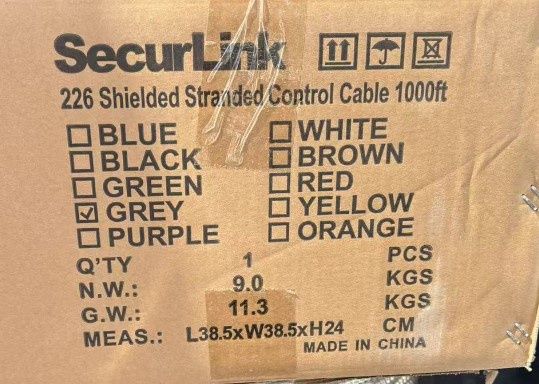 SecurLink
226 Shielded Stranded Control Cable 1000ft
☐ BLUE ☐ WHITE
☐ BLACK ☐ BROWN
☐ GREEN ☐ RED
☑ GREY ☐ YELLOW
☐ PURPLE ☐ ORANGE
Q'TY 1 PCS
N.W.: 9.0 KGS
G.W.: 11.3 KGS
MEAS.: L38.5xW38.5xH24 CM
MADE IN CHINA